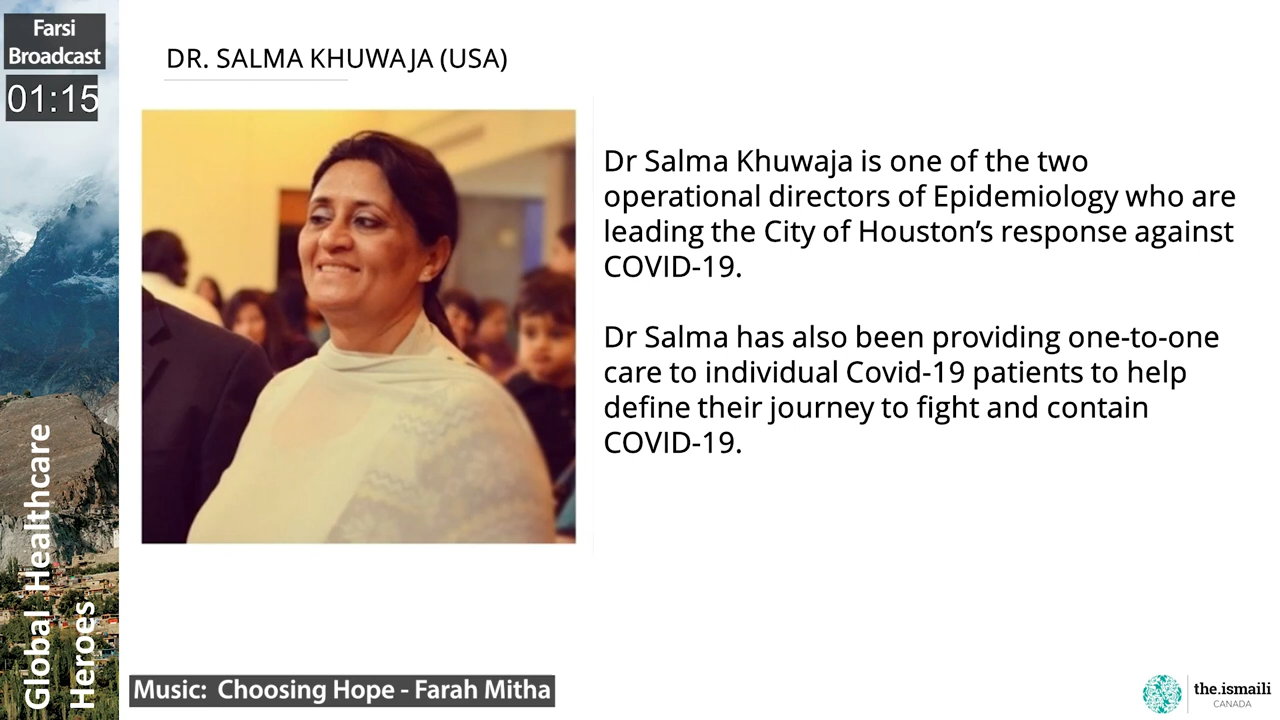 Farsi
Broadcast
01:15
DR. SALMA KHUWAJA (USA)
Dr Salma Khuwaja is one of the two
operational directors of Epidemiology who are
leading the City of Houston’s response against
COVID-19.
Dr Salma has also been providing one-to-one
care to individual Covid-19 patients to help
define their journey to fight and contain
COVID-19.
Global Healthcare
Heroes
Music: Choosing Hope - Farah Mitha
the.ismaili
CANADA